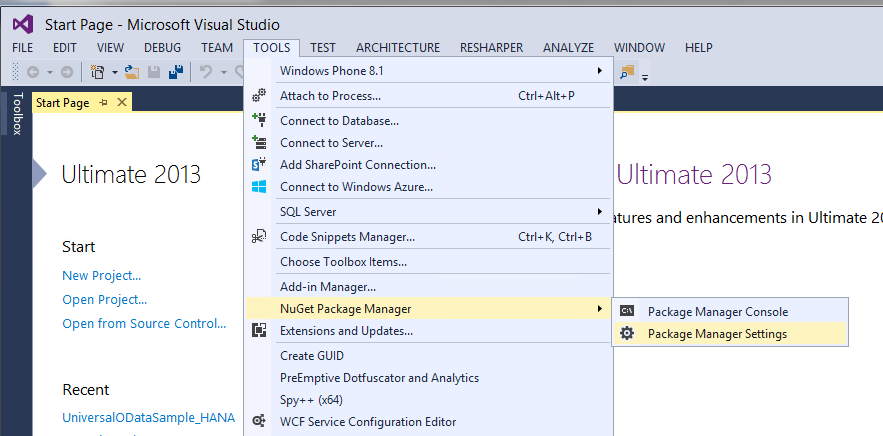 Start Page - Microsoft Visual Studio
FILE EDIT VIEW DEBUG TEAM TOOLS TEST ARCHITECTURE RESHARPER ANALYZE WINDOW HELP
Toolbox
Start Page
Ultimate 2013
Start
New Project...
Open Project...
Open from Source Control...
Recent
UniversalODataSample_HANA
Windows Phone 8.1
Attach to Process... Ctrl+Alt+P
Connect to Database...
Connect to Server...
Add SharePoint Connection...
Connect to Windows Azure...
SQL Server
Code Snippets Manager... Ctrl+K, Ctrl+B
Choose Toolbox Items...
Add-in Manager...
NuGet Package Manager
Extensions and Updates...
Create GUID
PreEmptive Dotfuscator and Analytics
Spy++ (x64)
WCF Service Configuration Editor
C:\
Package Manager Console
Package Manager Settings
Ultimate 2013
atures and enhancements in Ultimate 20